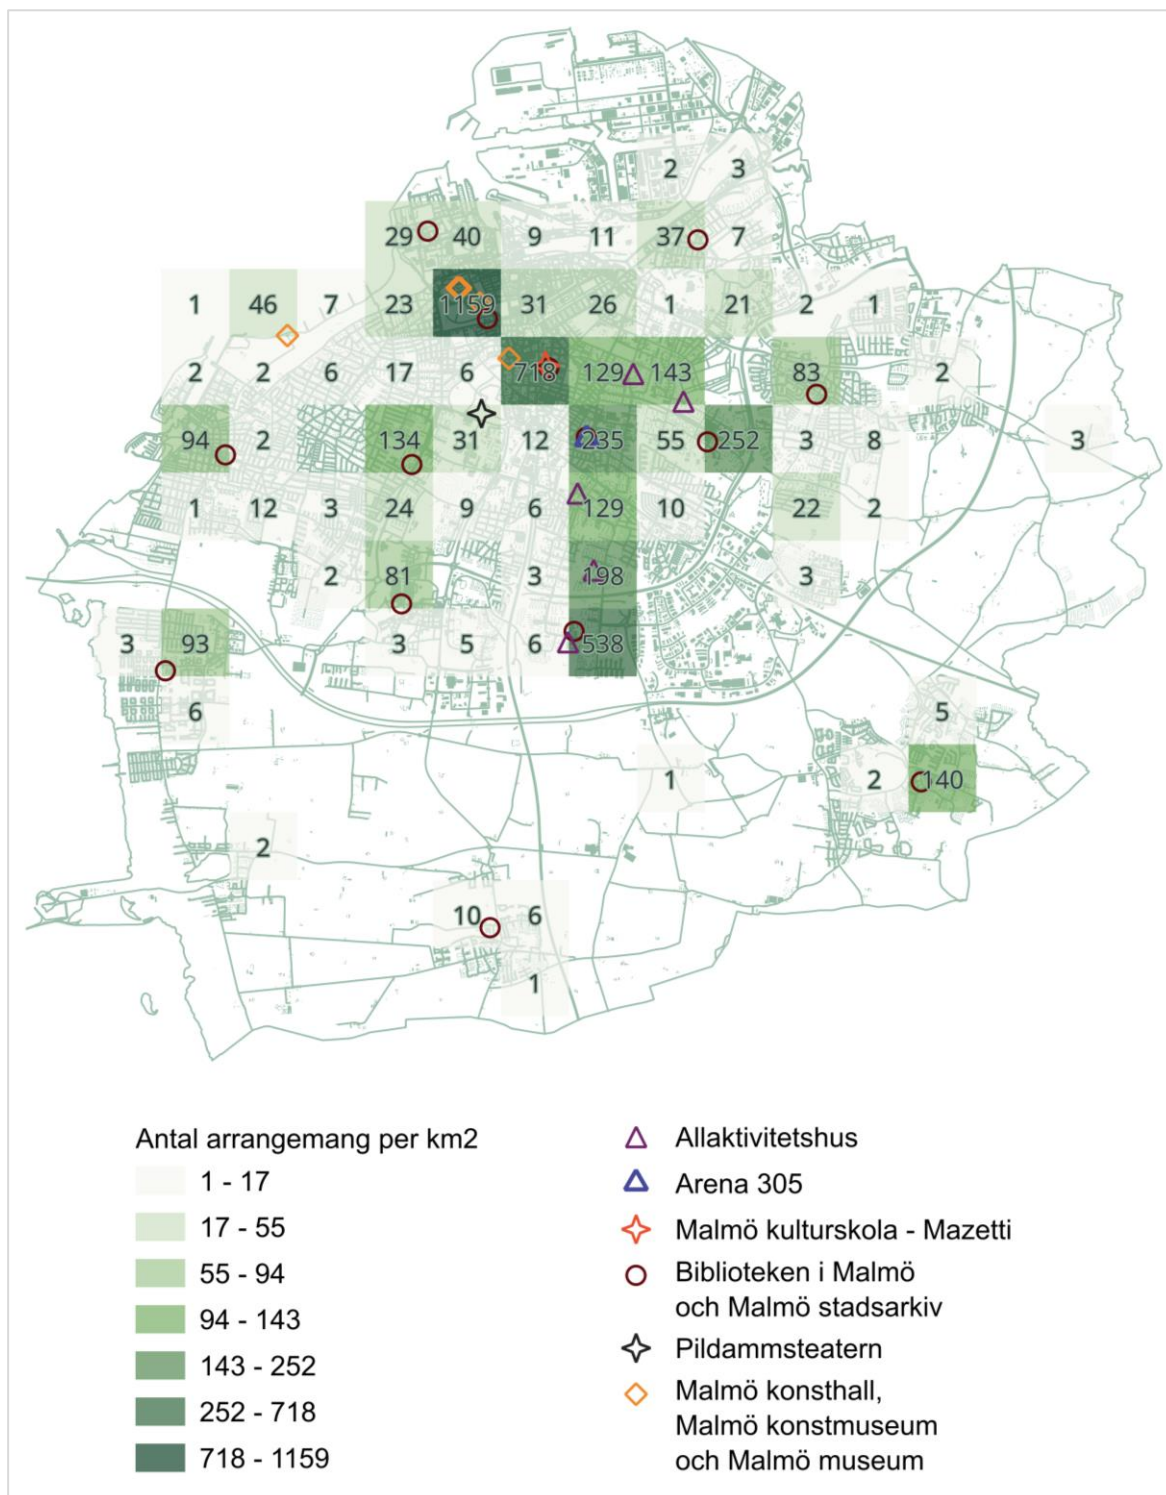 2 3
29 40 9 11 37 7
1 46 7 23 1159 31 26 1 21 2 1
2 2 6 17 6 718 129 143 83 2
94 2 134 31 12 235 55 252 3 8 3
1 12 3 24 9 6 129 10 22 2
2 81 3 198 3
3 93 3 5 6 538
6 5
1 2 140
2
10 6
1
Antal arrangemang per km2
1 - 17
17 - 55
55 - 94
94 - 143
143 - 252
252 - 718
718 - 1159
Allaktivitetshus
Arena 305
Malmö kulturskola - Mazetti
Biblioteken i Malmö
och Malmö stadsarkiv
Pildammsteatern
Malmö konsthall,
Malmö konstmuseum
och Malmö museum